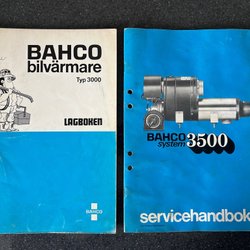 BAHCO
bilvärmare
Typ 3000
LAGBOKEN
BAHCO
BAHCO
system 3500
servicehandbok